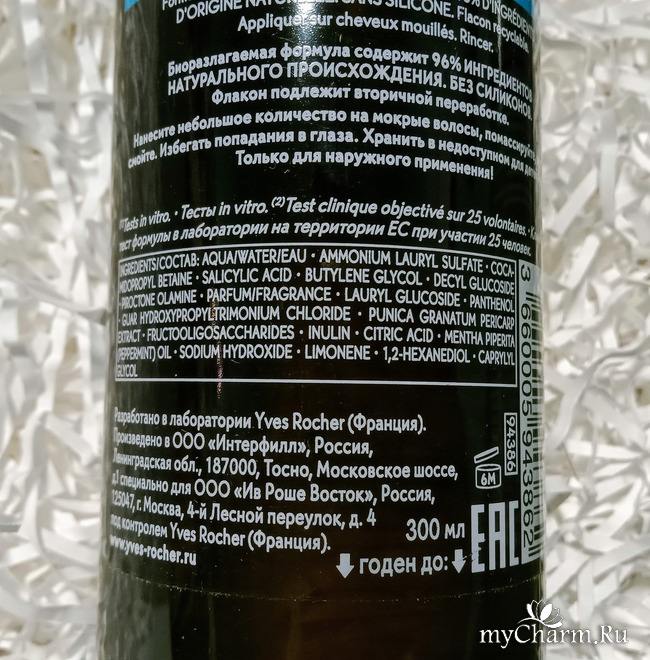 D'ORIGINE SANS SILICONE. Flacon recyclable.
Appliquer sur cheveux mouillés. Rincer.
Биоразлагаемая формула содержит 96% ИНГРЕДИЕНТОВ
НАТУРАЛЬНОГО ПРОИСХОЖДЕНИЯ. БЕЗ СИЛИКОНОВ.
Флакон подлежит вторичной переработке.
Нанесите небольшое количество на мокрые волосы, помассируйте,
смойте. Избегать попадания в глаза. Хранить в недоступном для
Только для наружного применения!
(1)Tests in vitro. • Тесты in vitro. (2)Test clinique objectivé sur 25 volontaires. •
тест формулы в лаборатории на территории ЕС при участии 25 человек.
INGREDIENTS/СОСТАВ: AQUA/WATER/EAU • AMMONIUM LAURYL SULFATE • COCA-
MIDOPROPYL BETAINE • SALICYLIC ACID • BUTYLENE GLYCOL • DECYL GLUCOSIDE
• PIROCTONE OLAMINE • PARFUM/FRAGRANCE • LAURYL GLUCOSIDE • PANTHENOL
• GUAR HYDROXYPROPYLTRIMONIUM CHLORIDE • PUNICA GRANATUM PERICARP
EXTRACT • FRUCTOOLIGOSACCHARIDES • INULIN • CITRIC ACID • MENTHA PIPERITA
(PEPPERMINT) OIL • SODIUM HYDROXIDE • LIMONENE • 1,2-HEXANEDIOL • CAPRYLYL
GLYCOL
Разработано в лаборатории Yves Rocher (Франция).
Произведено в ООО «Интерфилл», Россия,
Ленинградская обл., 187000, Тосно, Московское шоссе,
д.1 специально для ООО «Ив Роше Восток», Россия,
125047, г. Москва, 4-й Лесной переулок, д. 4
под контролем Yves Rocher (Франция).
www.yves-rocher.ru
300 мл
годен до:
94386
6M
EAC
3 660005 943862
myCharm.Ru